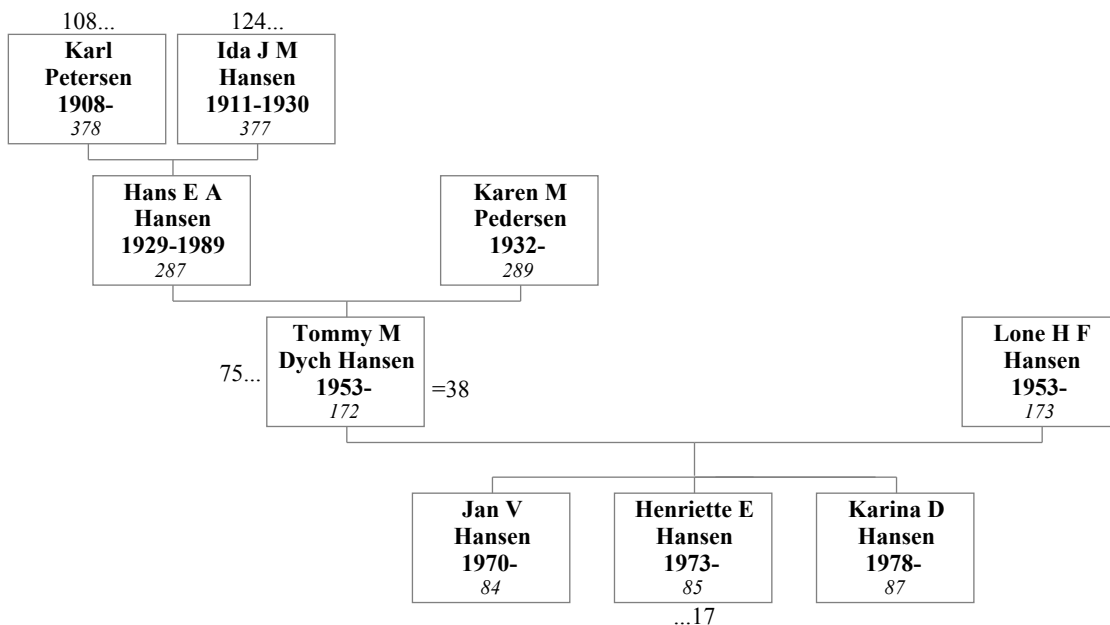 108...
124...
Karl
Petersen
1908-
378
Ida J M
Hansen
1911-1930
377
Hans E A
Hansen
1929-1989
287
Karen M
Pedersen
1932-
289
75...
Tommy M
Dych Hansen
1953-
172
=38
Lone H F
Hansen
1953-
173
Jan V
Hansen
1970-
84
Henriette E
Hansen
1973-
85
...17
Karina D
Hansen
1978-
87